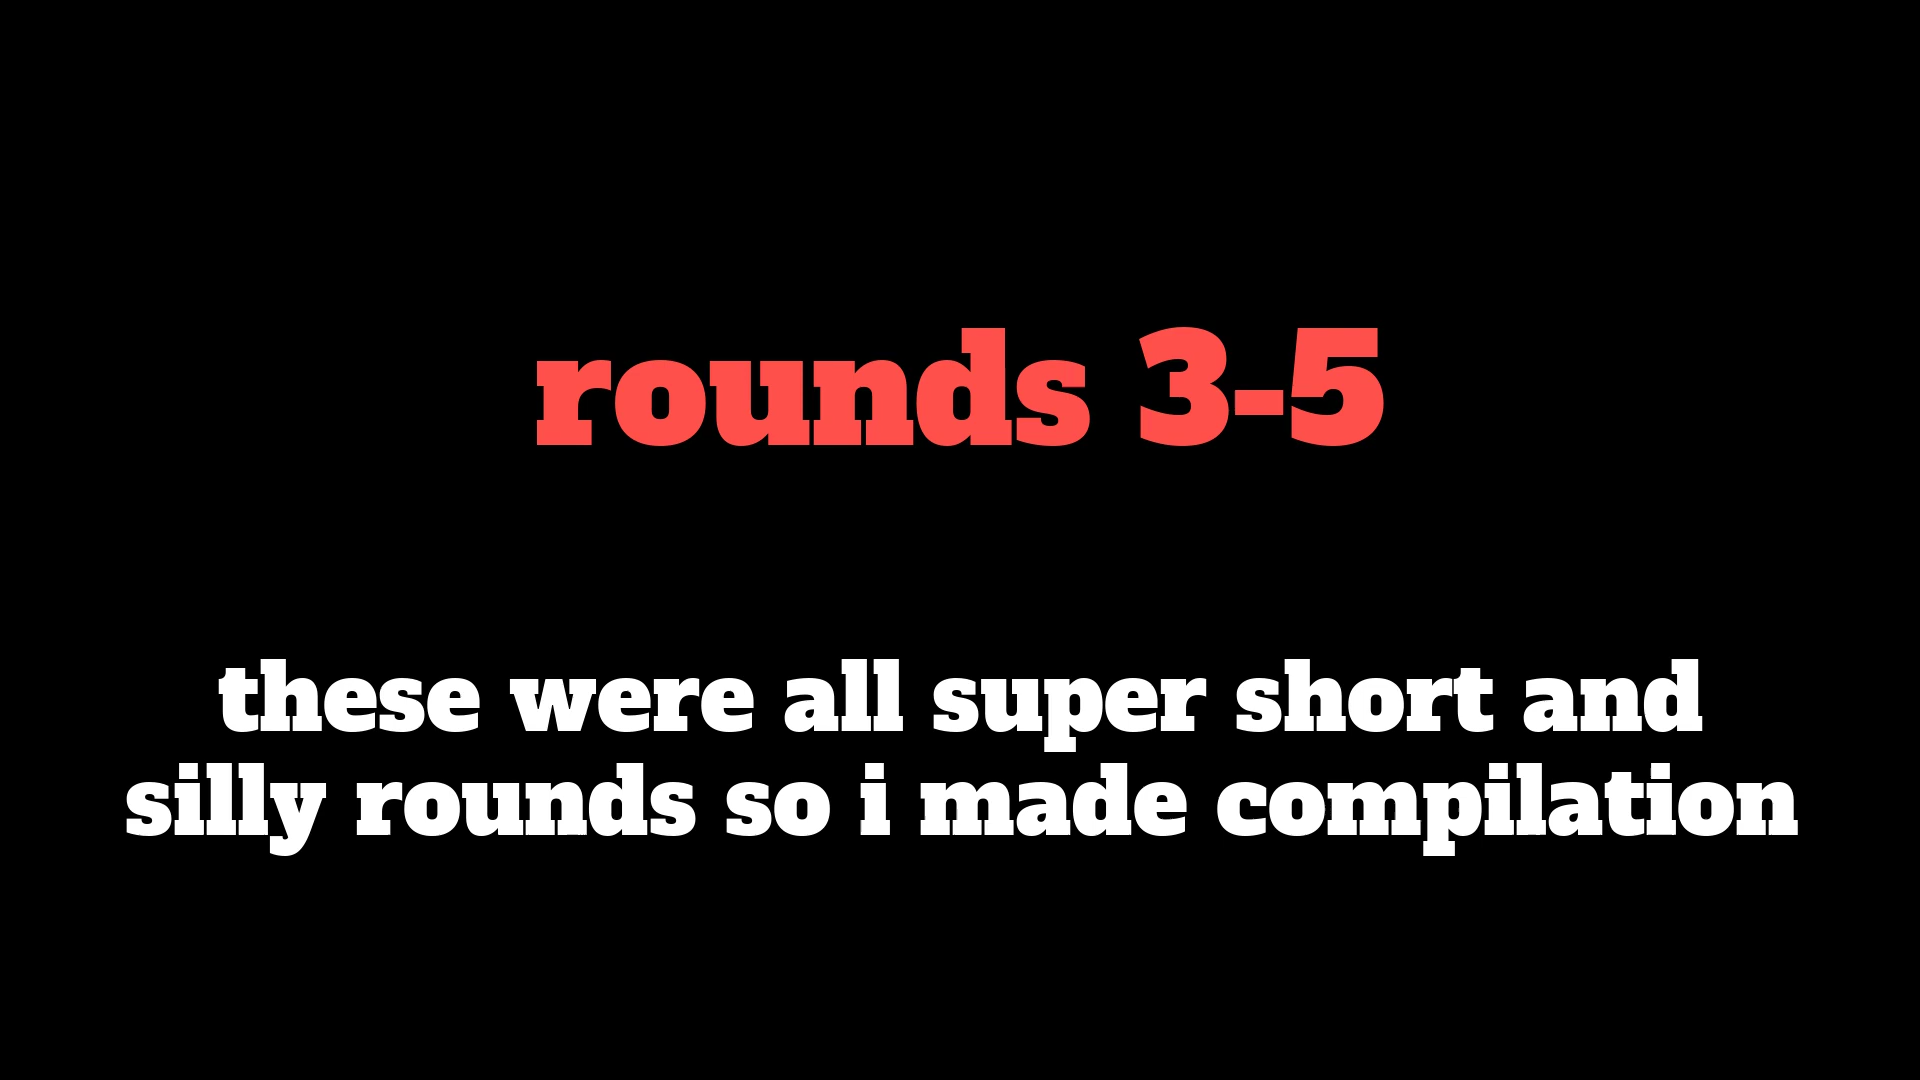 rounds 3-5
these were all super short and
silly rounds so i made compilation